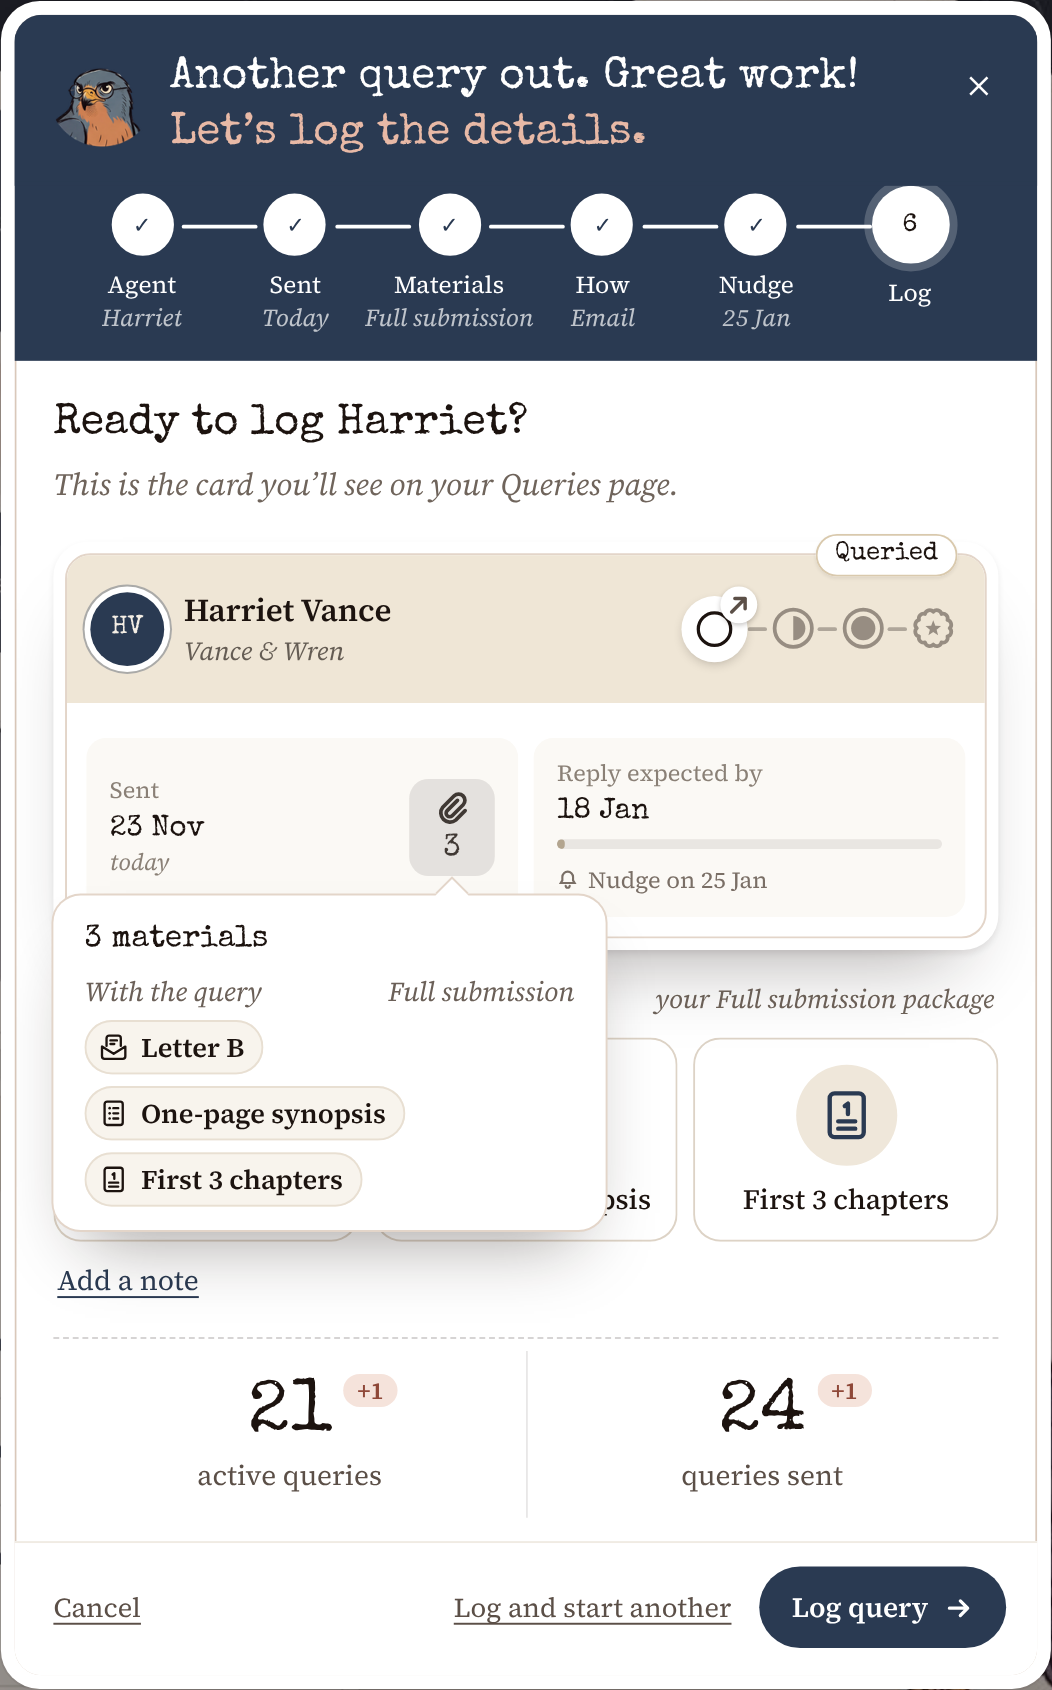 Another query out. Great work!
Let's log the details.
✓ ✓ ✓ ✓ ✓ 6
Agent Sent Materials How Nudge Log
Harriet Today Full submission Email 25 Jan
Ready to log Harriet?
This is the card you'll see on your Queries page.
Queried
HV
Harriet Vance
Vance & Wren
Sent
23 Nov
today
3
Reply expected by
18 Jan
Nudge on 25 Jan
3 materials
With the query Full submission
Letter B
One-page synopsis
First 3 chapters
your Full submission package
psis
1
First 3 chapters
Add a note
21 +1
active queries
24 +1
queries sent
Cancel
Log and start another
Log query →